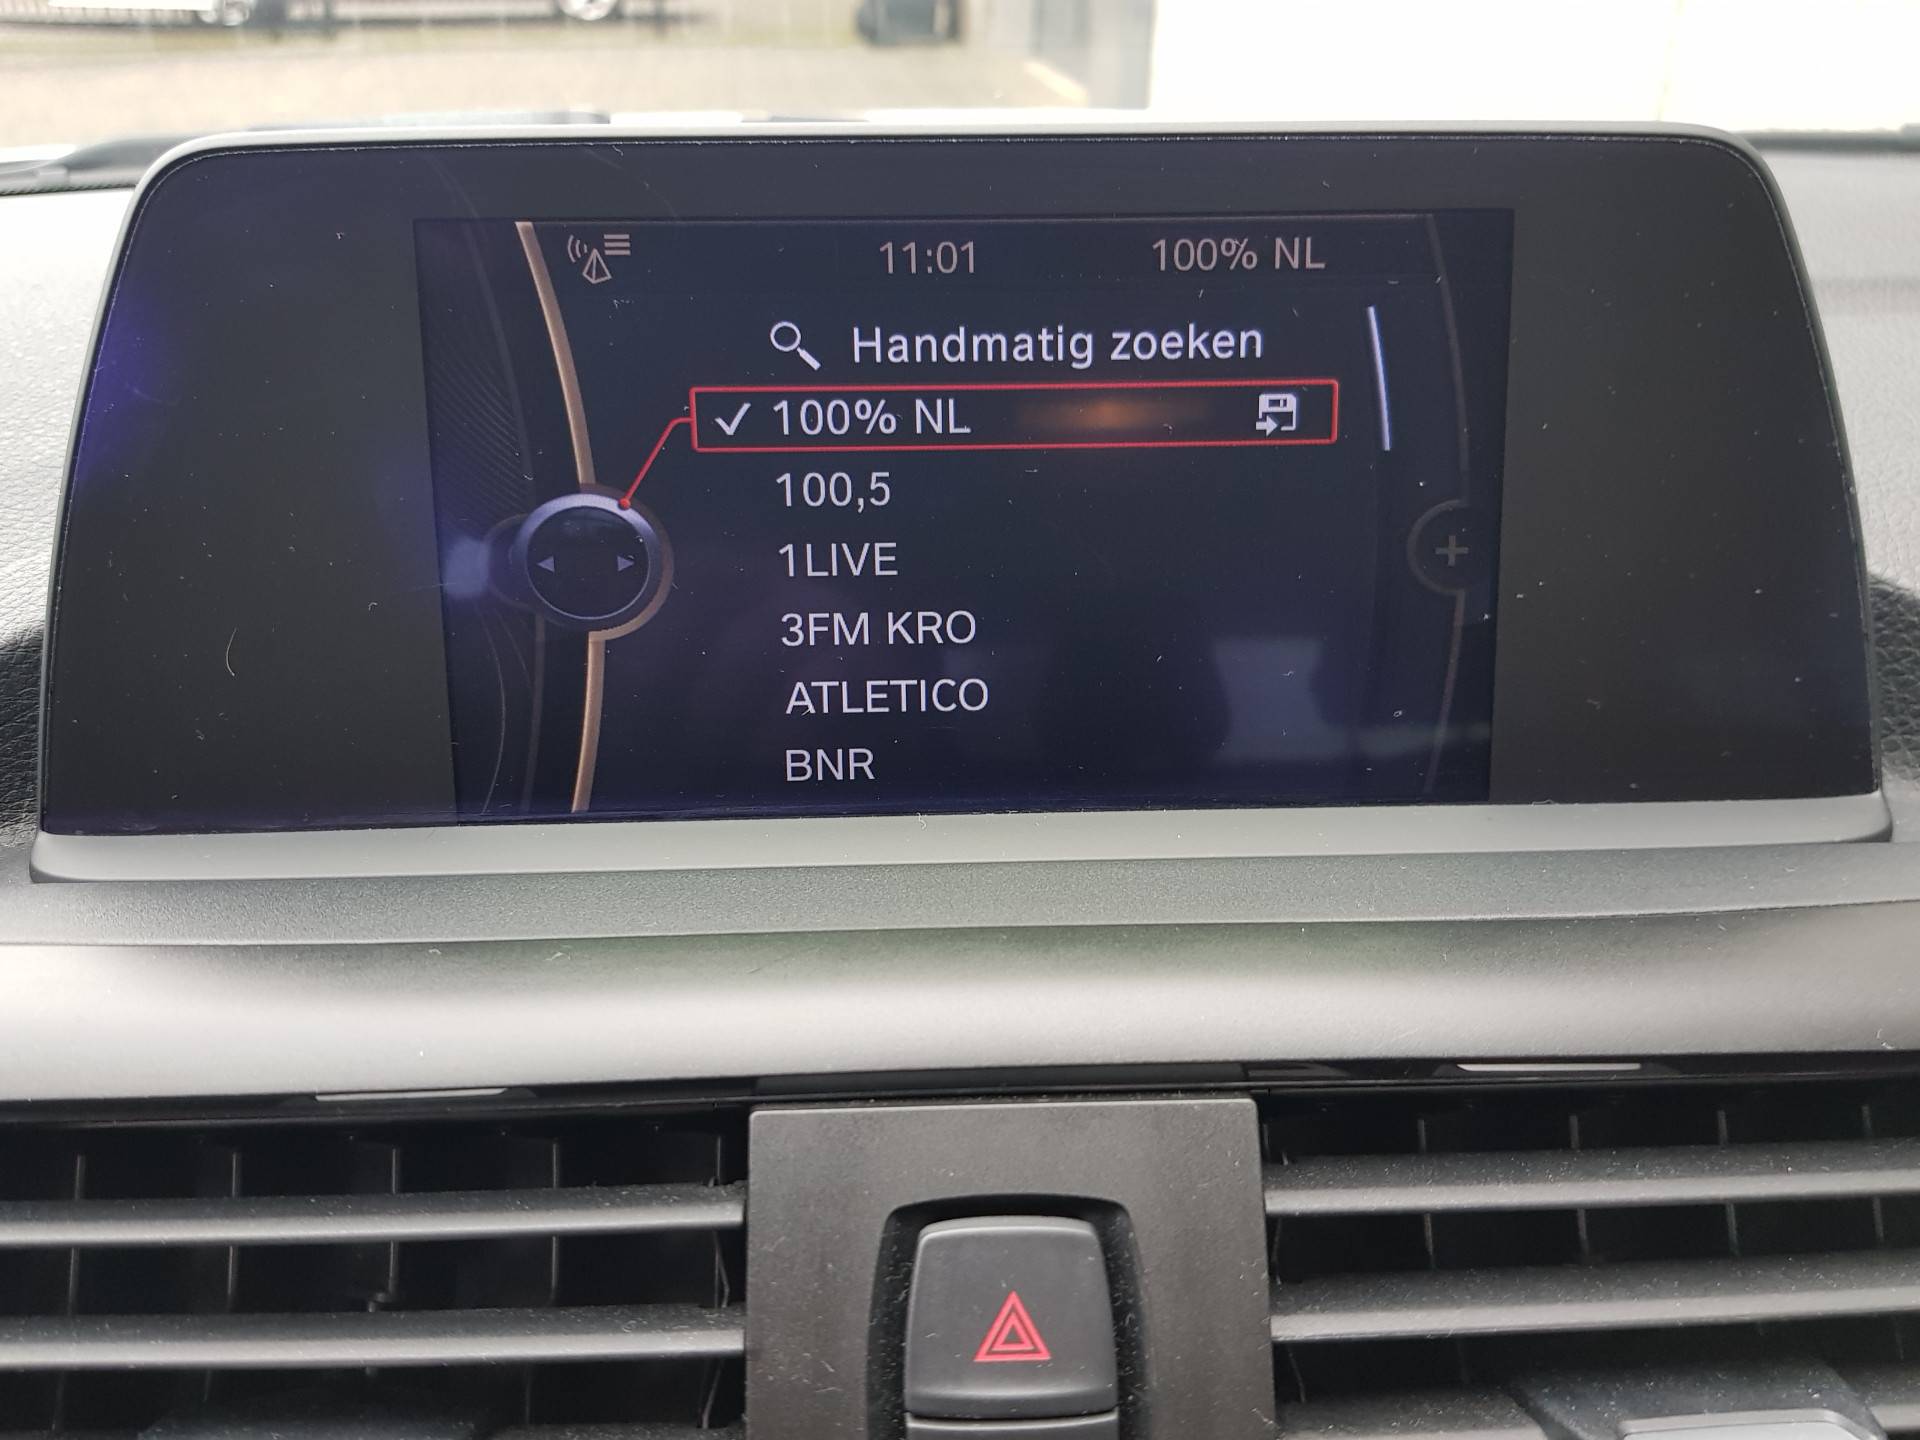 11:01 100% NL
Handmatig zoeken
100% NL
100,5
1LIVE
3FM KRO
ATLETICO
BNR